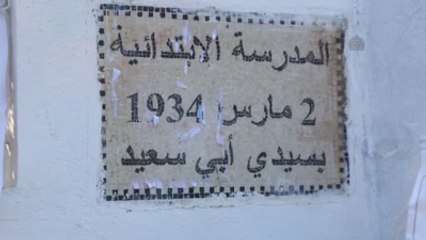 المدرسة الابتدائية
2 مارس 1934
بسيدي أبي سعيد